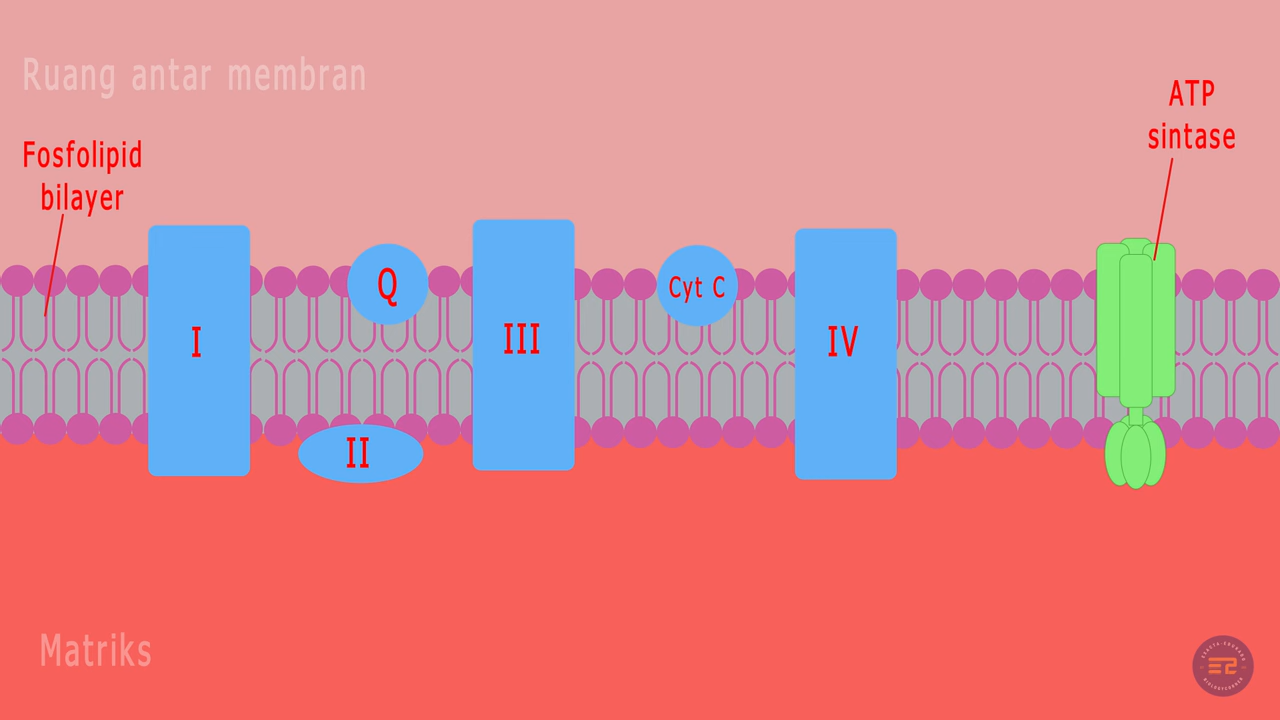 Ruang antar membran
Fosfolipid
bilayer
ATP
sintase
I
Q
III
Cyt C
IV
II
Matriks